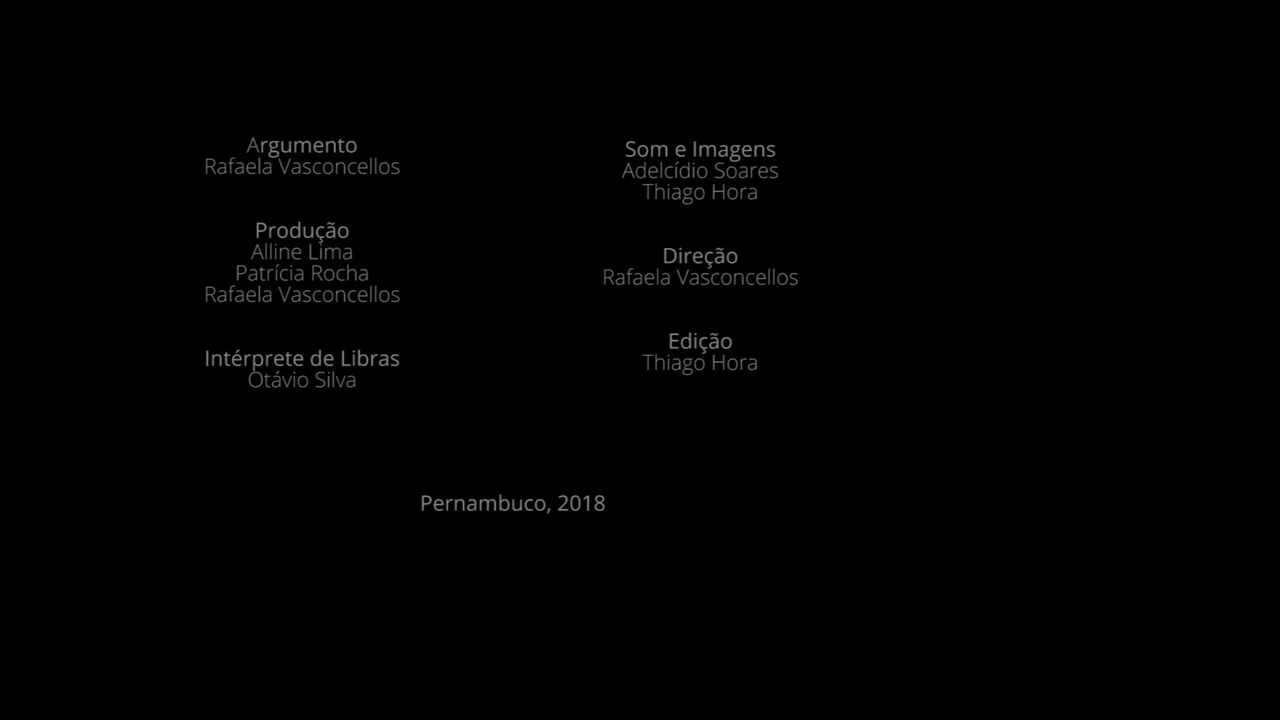 Argumento
Rafaela Vasconcellos
Produção
Alline Lima
Patrícia Rocha
Rafaela Vasconcellos
Intérprete de Libras
Otávio Silva
Som e Imagens
Adelcídio Soares
Thiago Hora
Direção
Rafaela Vasconcellos
Edição
Thiago Hora
Pernambuco, 2018